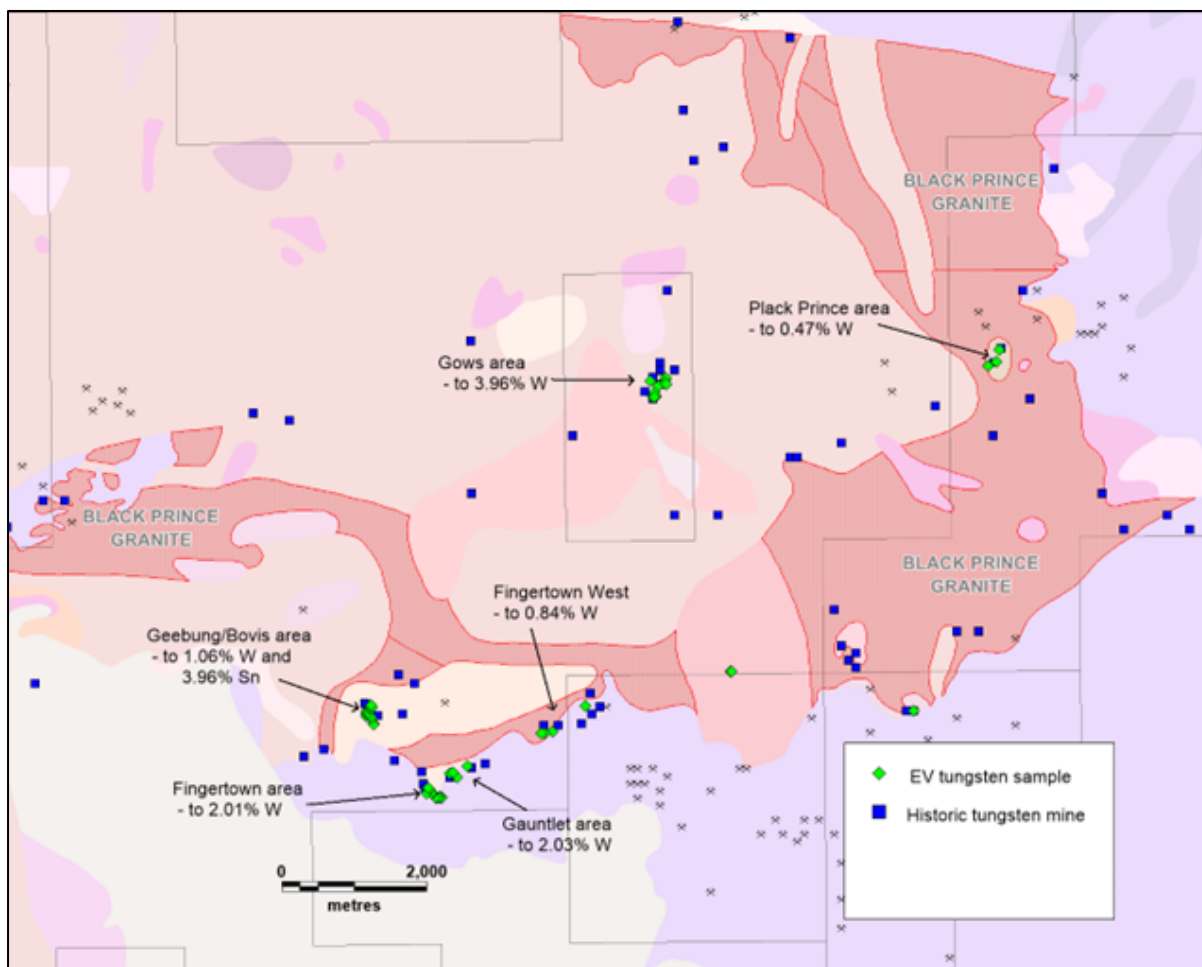 BLACK PRINCE
GRANITE
Plack Prince area
- to 0.47% W
Gows area
- to 3.96% W
BLACK PRINCE
GRANITE
BLACK PRINCE
GRANITE
Fingertown West
- to 0.84% W
Geebung/Bovis area
- to 1.06% W and
3.96% Sn
Fingertown area
- to 2.01% W
Gauntlet area
- to 2.03% W
EV tungsten sample
Historic tungsten mine
0 2,000
metres